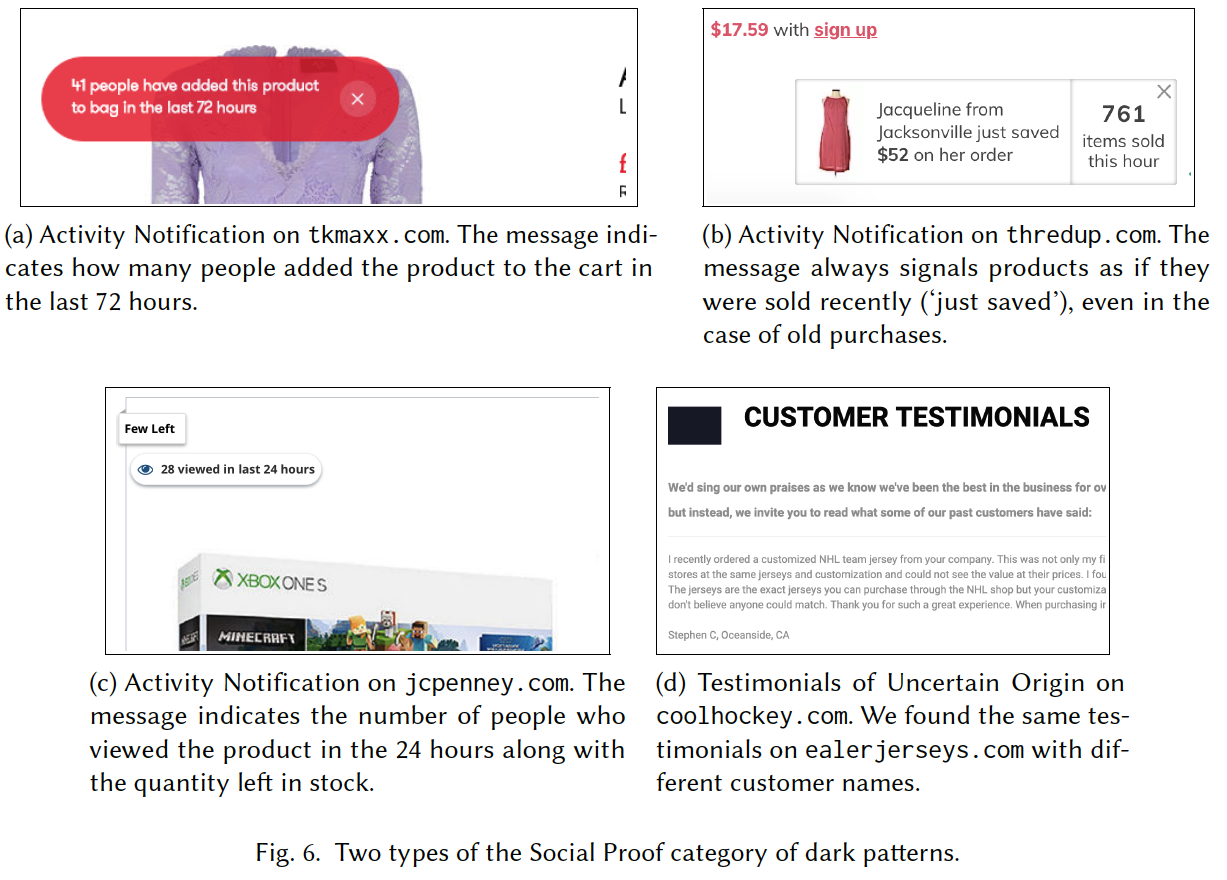 41 people have added this product
to bag in the last 72 hours
L
£
$17.59 with sign up
Jacqueline from
Jacksonville just saved
$52 on her order
761
items sold
this hour
(a) Activity Notification on tkmaxx.com. The message indi-
cates how many people added the product to the cart in
the last 72 hours.
(b) Activity Notification on thredup.com. The
message always signals products as if they
were sold recently (‘just saved’), even in the
case of old purchases.
Few Left
28 viewed in last 24 hours
XBOX ONE S
MINECRAFT
CUSTOMER TESTIMONIALS
We'd sing our own praises as we know we've been the best in the business for ov
but instead, we invite you to read what some of our past customers have said:
I recently ordered a customized NHL team jersey from your company. This was not only my fi
stores at the same jerseys and customization and could not see the value at their prices. I fou
The jerseys are the exact jerseys you can purchase through the NHL shop but your customiza
don't believe anyone could match. Thank you for such a great experience. When purchasing ir
Stephen C, Oceanside, CA
(c) Activity Notification on jcpenney.com. The
message indicates the number of people who
viewed the product in the 24 hours along with
the quantity left in stock.
(d) Testimonials of Uncertain Origin on
coolhockey.com. We found the same tes-
timonials on ealerjerseys.com with dif-
ferent customer names.
Fig. 6. Two types of the Social Proof category of dark patterns.